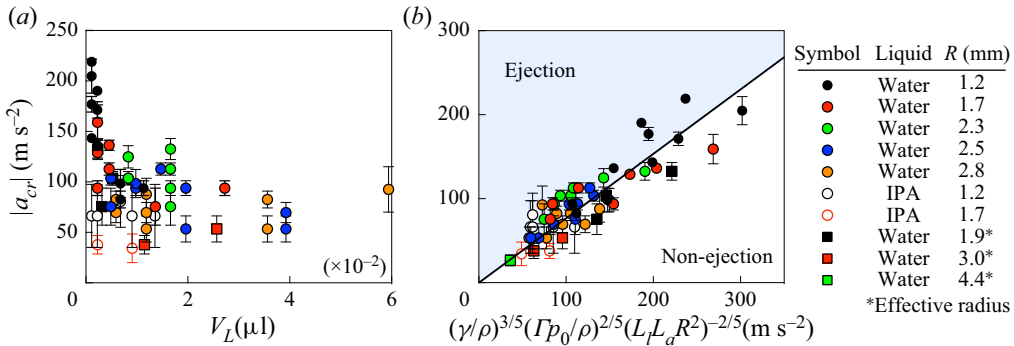 (a)
250
200
150
100
50
0
|a_cr| (m s⁻²)
0 2 4 6
(×10⁻²)
V_L(μl)
(b)
300
200
100
0
Ejection
Non-ejection
100 200 300
(γ/ρ)^{3/5}(Γp₀/ρ)^{2/5}(L_lL_aR²)^{−2/5}(m s⁻²)
Symbol Liquid R (mm)
Water 1.2
Water 1.7
Water 2.3
Water 2.5
Water 2.8
IPA 1.2
IPA 1.7
Water 1.9*
Water 3.0*
Water 4.4*
*Effective radius